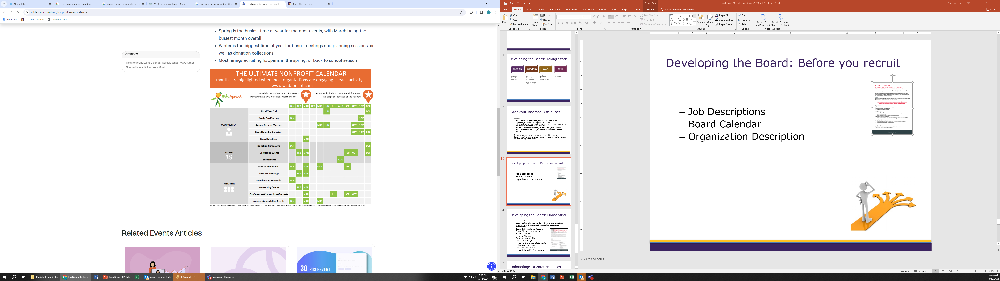 Neon CRM
three legal duties of board mem
board composition wealth wisd
What Goes Into a Board Manua
nonprofit board calendar - Goo
This Nonprofit Event Calendar
Cal Lutheran Login
wildapricot.com/blog/nonprofit-event-calendar
Neon One
Cal Lutheran Login
Adobe Acrobat
Spring is the busiest time of year for member events, with March being the
busiest month overall
Winter is the biggest time of year for board meetings and planning sessions, as
well as donation collections
Most hiring/recruiting happens in the spring, or back to school season
CONTENTS
This Nonprofit Event Calendar Reveals What 17,000 Other
Nonprofits Are Doing Every Month
THE ULTIMATE NONPROFIT CALENDAR
months are highlighted when most organizations are engaging in each activity
www.wildapricot.com
Wild Apricot
March is the busiest month for events.
Perhaps that's why it's called, March Madness!
December is the least busy month for events.
No surprise, because of the holidays!
JAN FEB MAR APR MAY JUN JUL AUG SEP OCT NOV DEC
MANAGEMENT
Fiscal Year End JUN DEC
Yearly Goal Setting JAN NOV
Annual General Meeting MAY JUN OCT NOV
Board Member Selection OCT NOV DEC
Board Meetings MAR
MONEY
$$
Donation Campaigns JAN DEC
Fundraising Events FEB MAR SEP OCT DEC
Tournaments AUG
MEMBERS
Recruit Volunteers JAN MAR MAY SEP
Member Meetings FEB MAR
Membership Renewals JAN
Networking Events FEB MAR
Conferences/Conventions/Retreats MAR JUL SEP OCT
Awards/Appreciation Events JAN MAR MAY
To create this calendar, we analyzed 17,000+ of our customer organizations, 1,000,000+ events they created, plus surveyed 700+ nonprofit administrators. Highlights are when >12% of organizations are engaging in an activity.
Related Events Articles
30 POST-EVENT
Module 1_Board 10...
This Nonprofit Eve...
BoardService101_M...
Inbox - brewsterk@...
1 Reminder(s)
Teams and Channel...
8:48 AM
3/12/2024
Picture Tools
BoardService101_Module1Session1_2024_BK - PowerPoint
King, Brewster
File Home Insert Design Transitions Animations Slide Show Review View Help Acrobat Format Tell me what you want to do Share
Paste
Cut
Copy
Format Painter
Clipboard
New
Slide
Layout
Reset
Section
Slides
22
Font
Text Direction
Align Text
Convert to SmartArt
Paragraph
Arrange
Quick
Styles
Shape Fill
Shape Outline
Shape Effects
Drawing
Find
Replace
Select
Editing
Create PDF
and Share link
Create PDF and
Share via Outlook
Adobe Acrobat
31
Developing the Board: Taking Stock
Wealth Wisdom Work Will
32
Breakout Rooms: 8 minutes
Discuss:
– What are your goals for your BOARD and your
ORGANIZATION over the next 2-3 years?
– What skills, attributes, identities, or styles are needed on
your board to reach those goals?
– Which of these is currently missing on your board?
– What strategies might you use to recruit to fill those
gaps?
Be prepared to share one strategic goal for board
development or one characteristic you are trying to recruit
for currently (in the chat).
33
Developing the Board: Before you recruit
– Job Descriptions
– Board Calendar
– Organization Description
34
Developing the Board: Onboarding
The board binder:
– Organizational documents (articles of incorporation,
bylaws, vision & mission, strategic plan, descriptive
documents)
– Board & Committee Rosters
– Board Member Agreement
– Board Calendar
– Meeting Minutes
– Financial information
• Current budget
• Current financial statements
– Policies & Procedures
• Conflict of Interest
• Confidentiality Agreement
BOARD MANUAL?
35
Onboarding: Orientation Process
Developing the Board: Before you recruit
– Job Descriptions
– Board Calendar
– Organization Description
BOARD OFFICER
RESPONSIBILITIES & QUALIFICATIONS
Click to add notes
Slide 33 of 36
Notes
Comments
150%
8:48 AM
3/12/2024